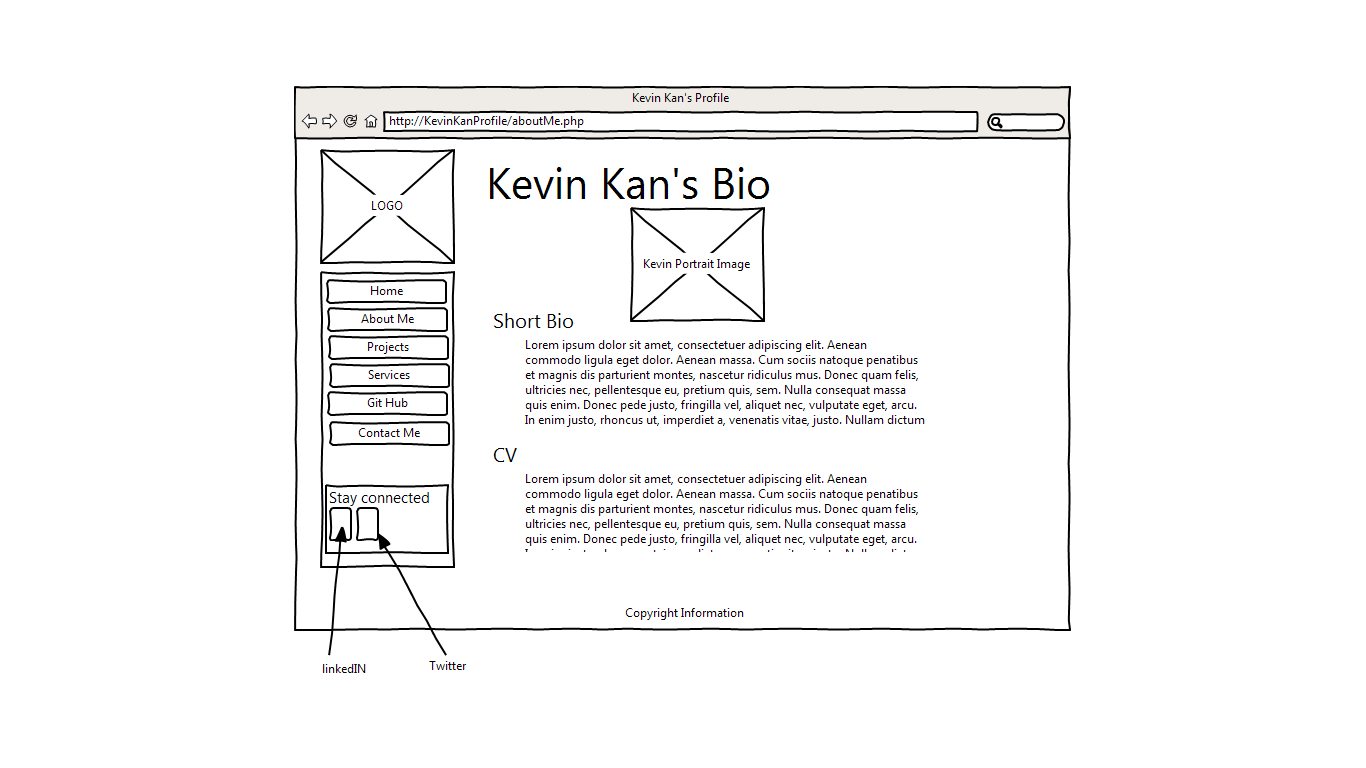 Kevin Kan's Profile
http://KevinKanProfile/aboutMe.php
LOGO
Home
About Me
Projects
Services
Git Hub
Contact Me
Stay connected
Kevin Kan's Bio
Kevin Portrait Image
Short Bio
Lorem ipsum dolor sit amet, consectetuer adipiscing elit. Aenean
commodo ligula eget dolor. Aenean massa. Cum sociis natoque penatibus
et magnis dis parturient montes, nascetur ridiculus mus. Donec quam felis,
ultricies nec, pellentesque eu, pretium quis, sem. Nulla consequat massa
quis enim. Donec pede justo, fringilla vel, aliquet nec, vulputate eget, arcu.
In enim justo, rhoncus ut, imperdiet a, venenatis vitae, justo. Nullam dictum
CV
Lorem ipsum dolor sit amet, consectetuer adipiscing elit. Aenean
commodo ligula eget dolor. Aenean massa. Cum sociis natoque penatibus
et magnis dis parturient montes, nascetur ridiculus mus. Donec quam felis,
ultricies nec, pellentesque eu, pretium quis, sem. Nulla consequat massa
quis enim. Donec pede justo, fringilla vel, aliquet nec, vulputate eget, arcu.
Copyright Information
linkedIN
Twitter